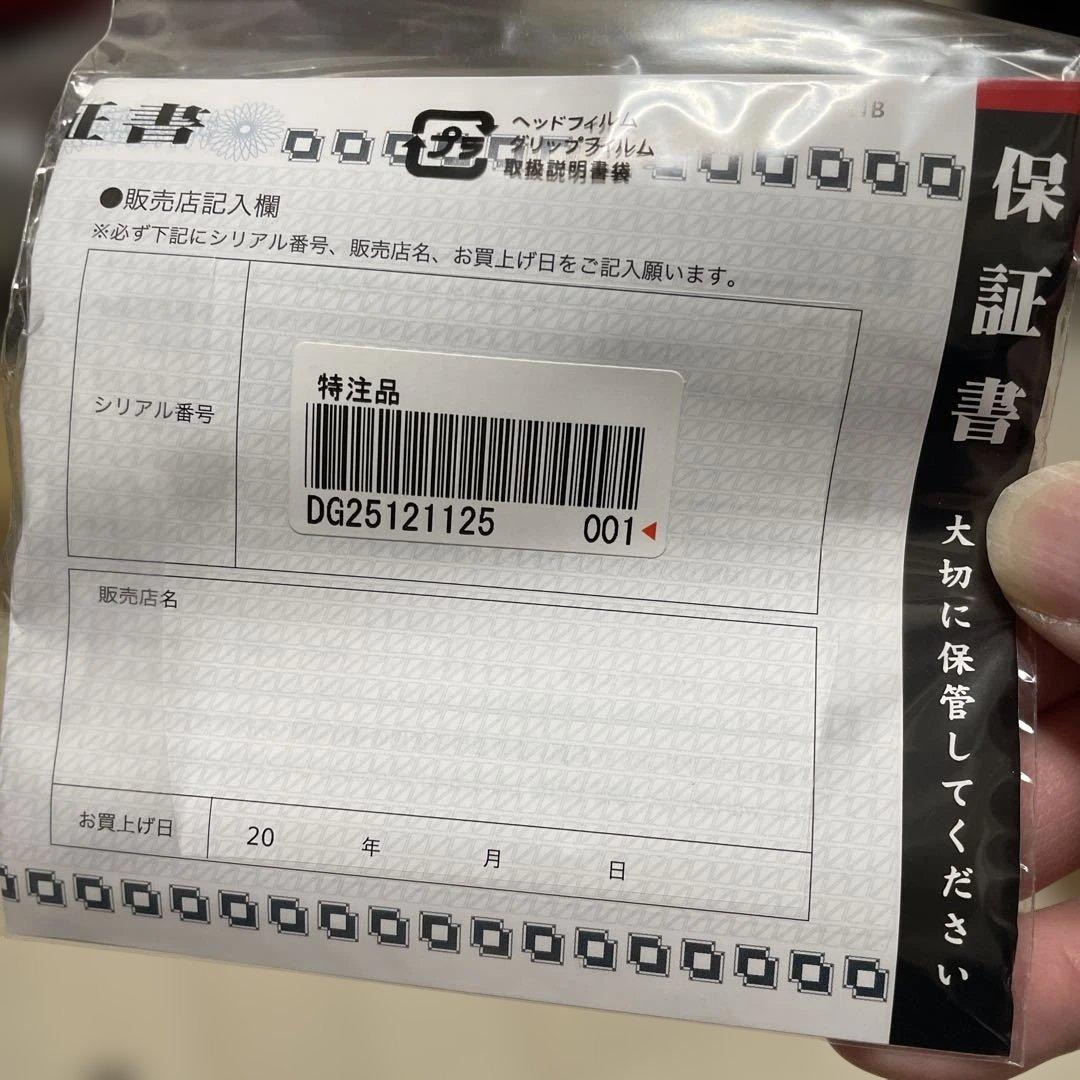 証書
プラ
ヘッドフィルム
グリップフィルム
取扱説明書袋
●販売店記入欄
※必ず下記にシリアル番号、販売店名、お買上げ日をご記入願います。
シリアル番号
特注品
DG25121125 001
販売店名
お買上げ日 20 年 月 日
保証書
大切に保管してください